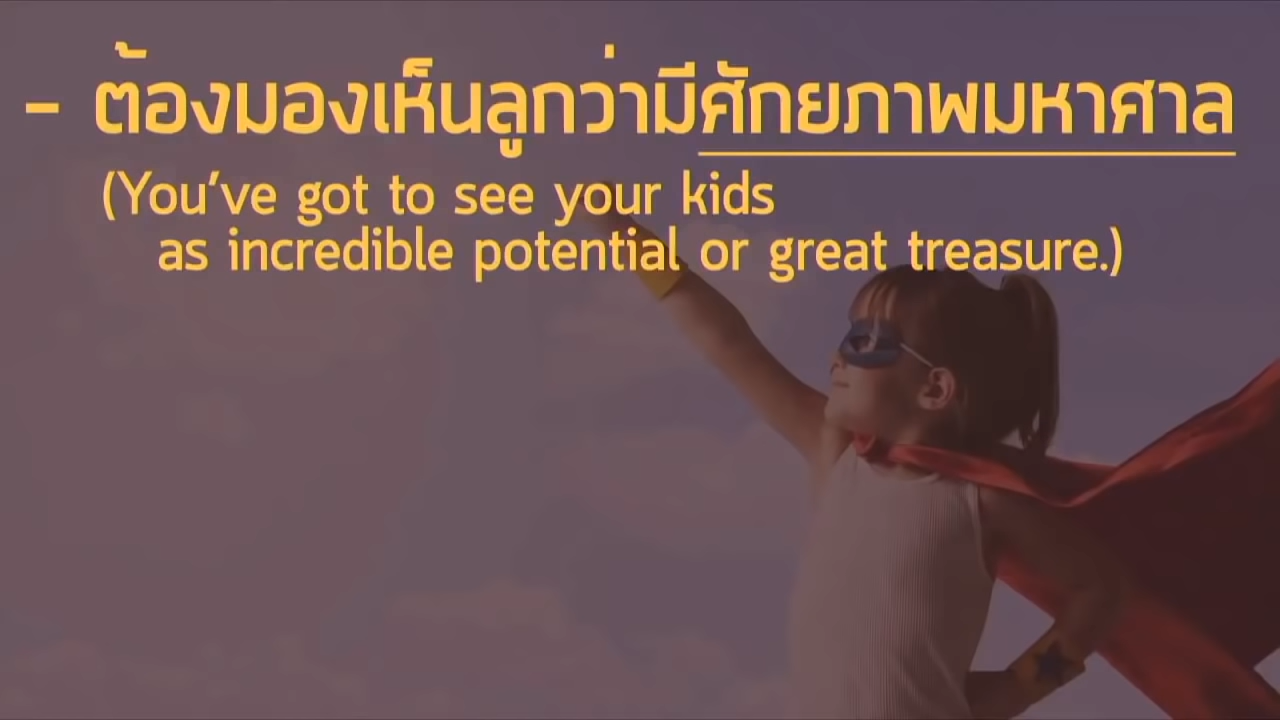 - ต้องมองเห็นลูกว่ามีศักยภาพมหาศาล
(You've got to see your kids
as incredible potential or great treasure.)